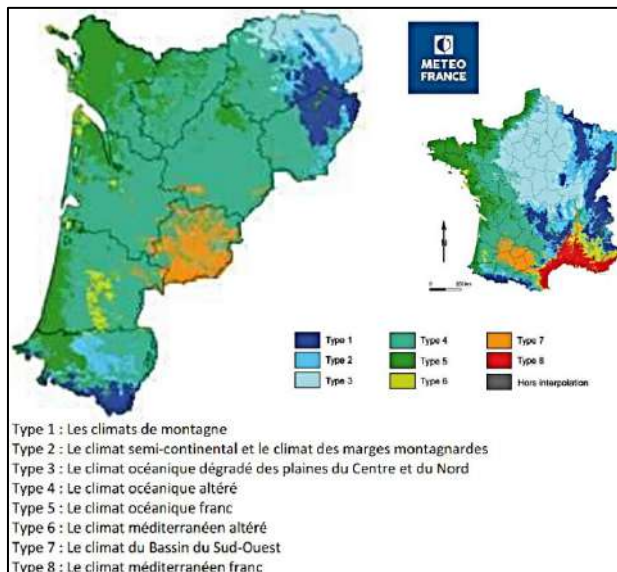 METEO
FRANCE
N
Type 1
Type 4
Type 7
Type 2
Type 5
Type 8
Type 3
Type 6
Hors interpolation
Type 1 : Les climats de montagne
Type 2 : Le climat semi-continental et le climat des marges montagnardes
Type 3 : Le climat océanique dégradé des plaines du Centre et du Nord
Type 4 : Le climat océanique altéré
Type 5 : Le climat océanique franc
Type 6 : Le climat méditerranéen altéré
Type 7 : Le climat du Bassin du Sud-Ouest
Type 8 : Le climat méditerranéen franc